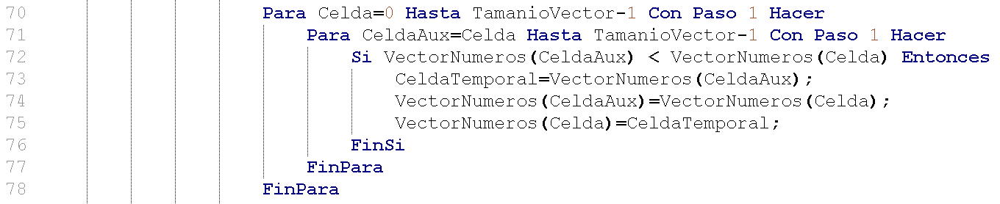 70 Para Celda=0 Hasta TamanioVector-1 Con Paso 1 Hacer
71 Para CeldaAux=Celda Hasta TamanioVector-1 Con Paso 1 Hacer
72 Si VectorNumeros(CeldaAux) < VectorNumeros(Celda) Entonces
73 CeldaTemporal=VectorNumeros(CeldaAux);
74 VectorNumeros(CeldaAux)=VectorNumeros(Celda);
75 VectorNumeros(Celda)=CeldaTemporal;
76 FinSi
77 FinPara
78 FinPara